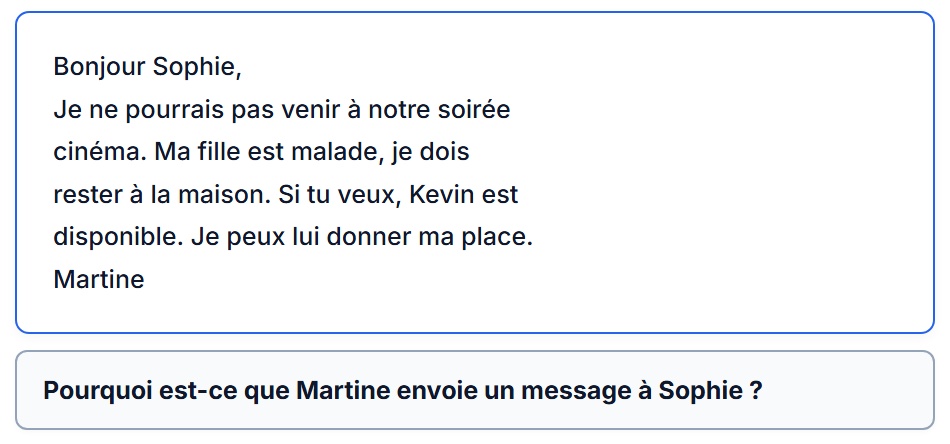 Bonjour Sophie,
Je ne pourrais pas venir à notre soirée
cinéma. Ma fille est malade, je dois
rester à la maison. Si tu veux, Kevin est
disponible. Je peux lui donner ma place.
Martine
Pourquoi est-ce que Martine envoie un message à Sophie ?